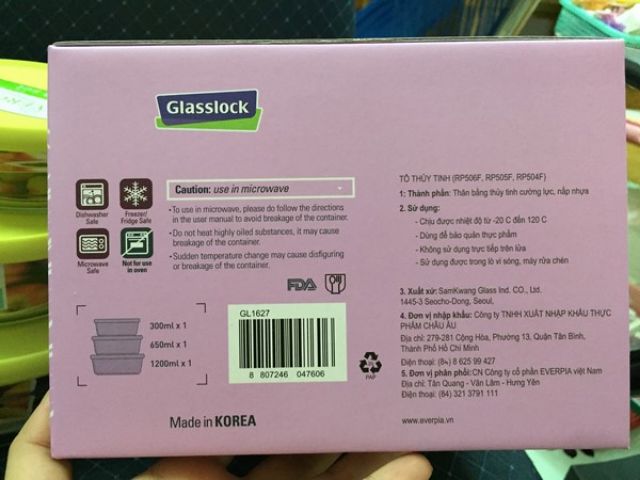 Glasslock
Dishwasher
Safe
Freezer/
Fridge Safe
Microwave
Safe
Not for use
in oven
Caution: use in microwave
•To use in microwave, please do follow the directions
in the user manual to avoid breakage of the container.
•Do not heat highly oiled substances, it may cause
breakage of the container.
•Sudden temperature change may cause disfiguring
or breakage of the container.
FDA
300ml x 1
650ml x 1
1200ml x 1
GL1627
8 807246 047606
PAP
Made in KOREA
TÔ THỦY TINH (RP506F, RP505F, RP504F)
1: Thành phần: Thân bằng thủy tinh cường lực, nắp nhựa
2. Sử dụng:
- Chịu được nhiệt độ từ -20 C đến 120 C
- Dùng để bảo quản thực phẩm
- Không sử dụng trực tiếp trên lửa
- Sử dụng được trong lò vi sóng, máy rửa chén
3. Xuất xứ: SamKwang Glass Ind. CO., Ltd.
1445-3 Seocho-Dong, Seoul,
4. Đơn vị nhập khẩu: Công ty TNHH XUẤT NHẬP KHẨU THỰC
PHẨM CHÂU ÂU
Địa chỉ: 279-281 Cộng Hòa, Phường 13, Quận Tân Bình,
Thành Phố Hồ Chí Minh
Điện thoại: (84) 8 625 99 427
5. Đơn vị phân phối:CN Công ty cổ phần EVERPIA việt Nam
Địa chỉ: Tân Quang - Văn Lâm - Hưng Yên
Điện thoại: (84) 321 3791 111
www.everpia.vn